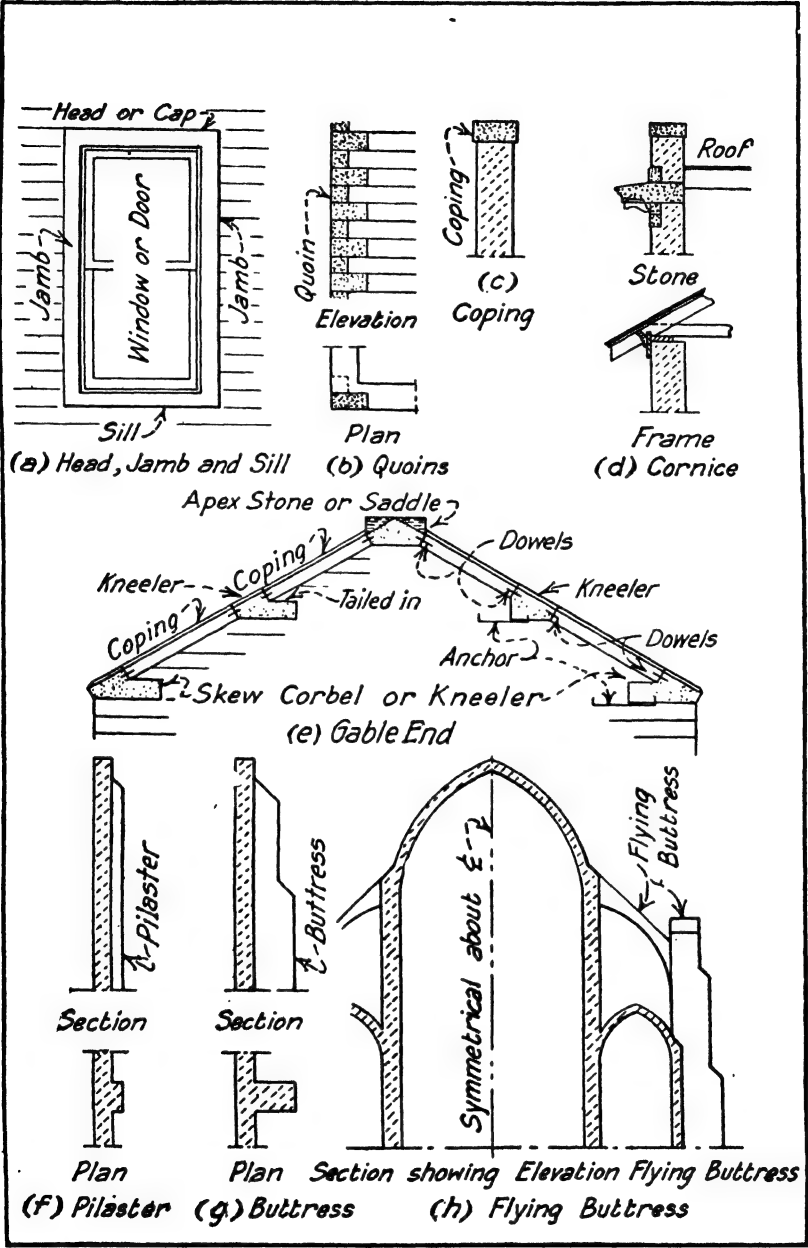 Head or Cap
Jamb
Window or Door
Jamb
Sill
(a) Head, Jamb and Sill
Quoin
Elevation
Plan
(b) Quoins
Coping
(c)
Coping
Roof
Stone
Frame
(d) Cornice
Apex Stone or Saddle
Coping
Dowels
Kneeler
Kneeler
Tailed in
Coping
Dowels
Anchor
Skew Corbel or Kneeler
(e) Gable End
Pilaster
Section
Plan
(f) Pilaster
Buttress
Section
Plan
(g) Buttress
Symmetrical about ℄
Flying
Buttress
Section showing Elevation Flying Buttress
(h) Flying Buttress